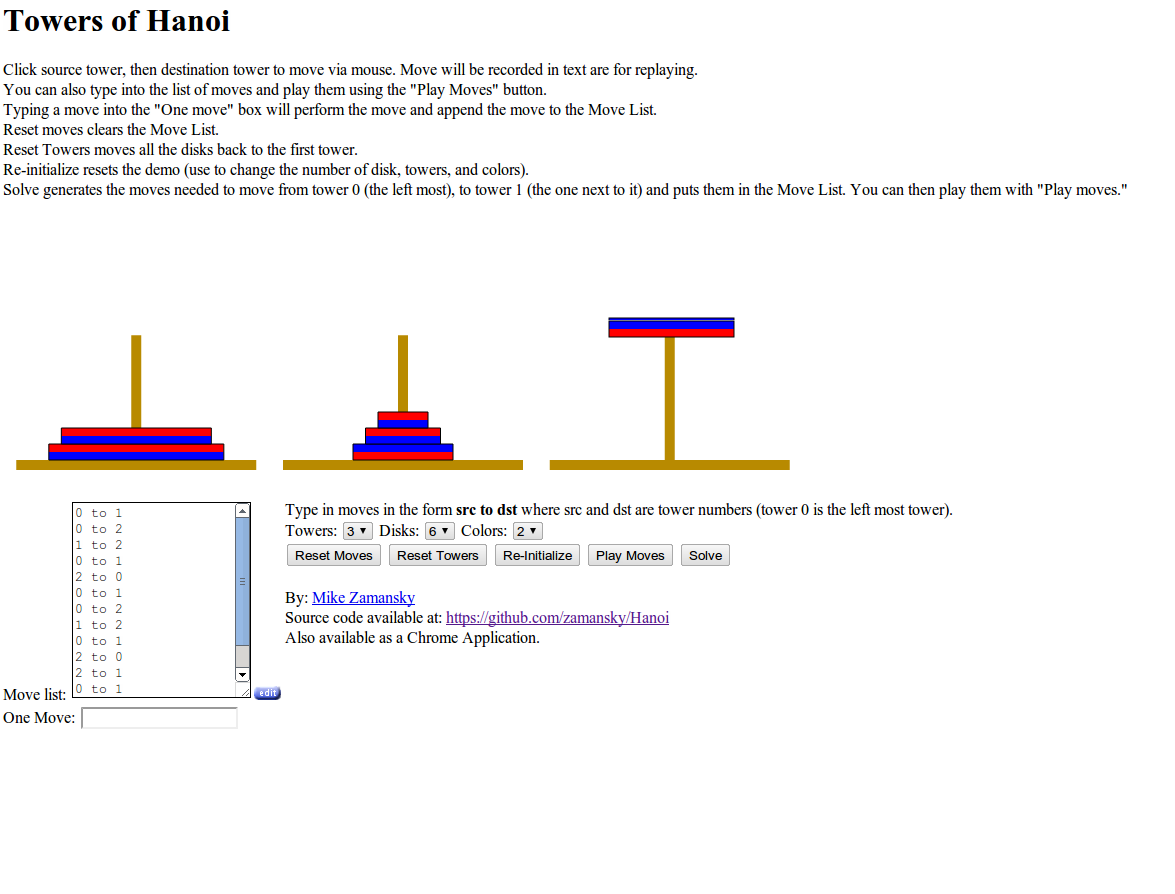 Towers of Hanoi
Click source tower, then destination tower to move via mouse. Move will be recorded in text are for replaying.
You can also type into the list of moves and play them using the "Play Moves" button.
Typing a move into the "One move" box will perform the move and append the move to the Move List.
Reset moves clears the Move List.
Reset Towers moves all the disks back to the first tower.
Re-initialize resets the demo (use to change the number of disk, towers, and colors).
Solve generates the moves needed to move from tower 0 (the left most), to tower 1 (the one next to it) and puts them in the Move List. You can then play them with "Play moves."
0 to 1
0 to 2
1 to 2
0 to 1
2 to 0
0 to 1
0 to 2
1 to 2
0 to 1
2 to 0
2 to 1
0 to 1
Move list:
edit
One Move:
Type in moves in the form src to dst where src and dst are tower numbers (tower 0 is the left most tower).
Towers: 3 Disks: 6 Colors: 2
Reset Moves Reset Towers Re-Initialize Play Moves Solve
By: Mike Zamansky
Source code available at: https://github.com/zamansky/Hanoi
Also available as a Chrome Application.